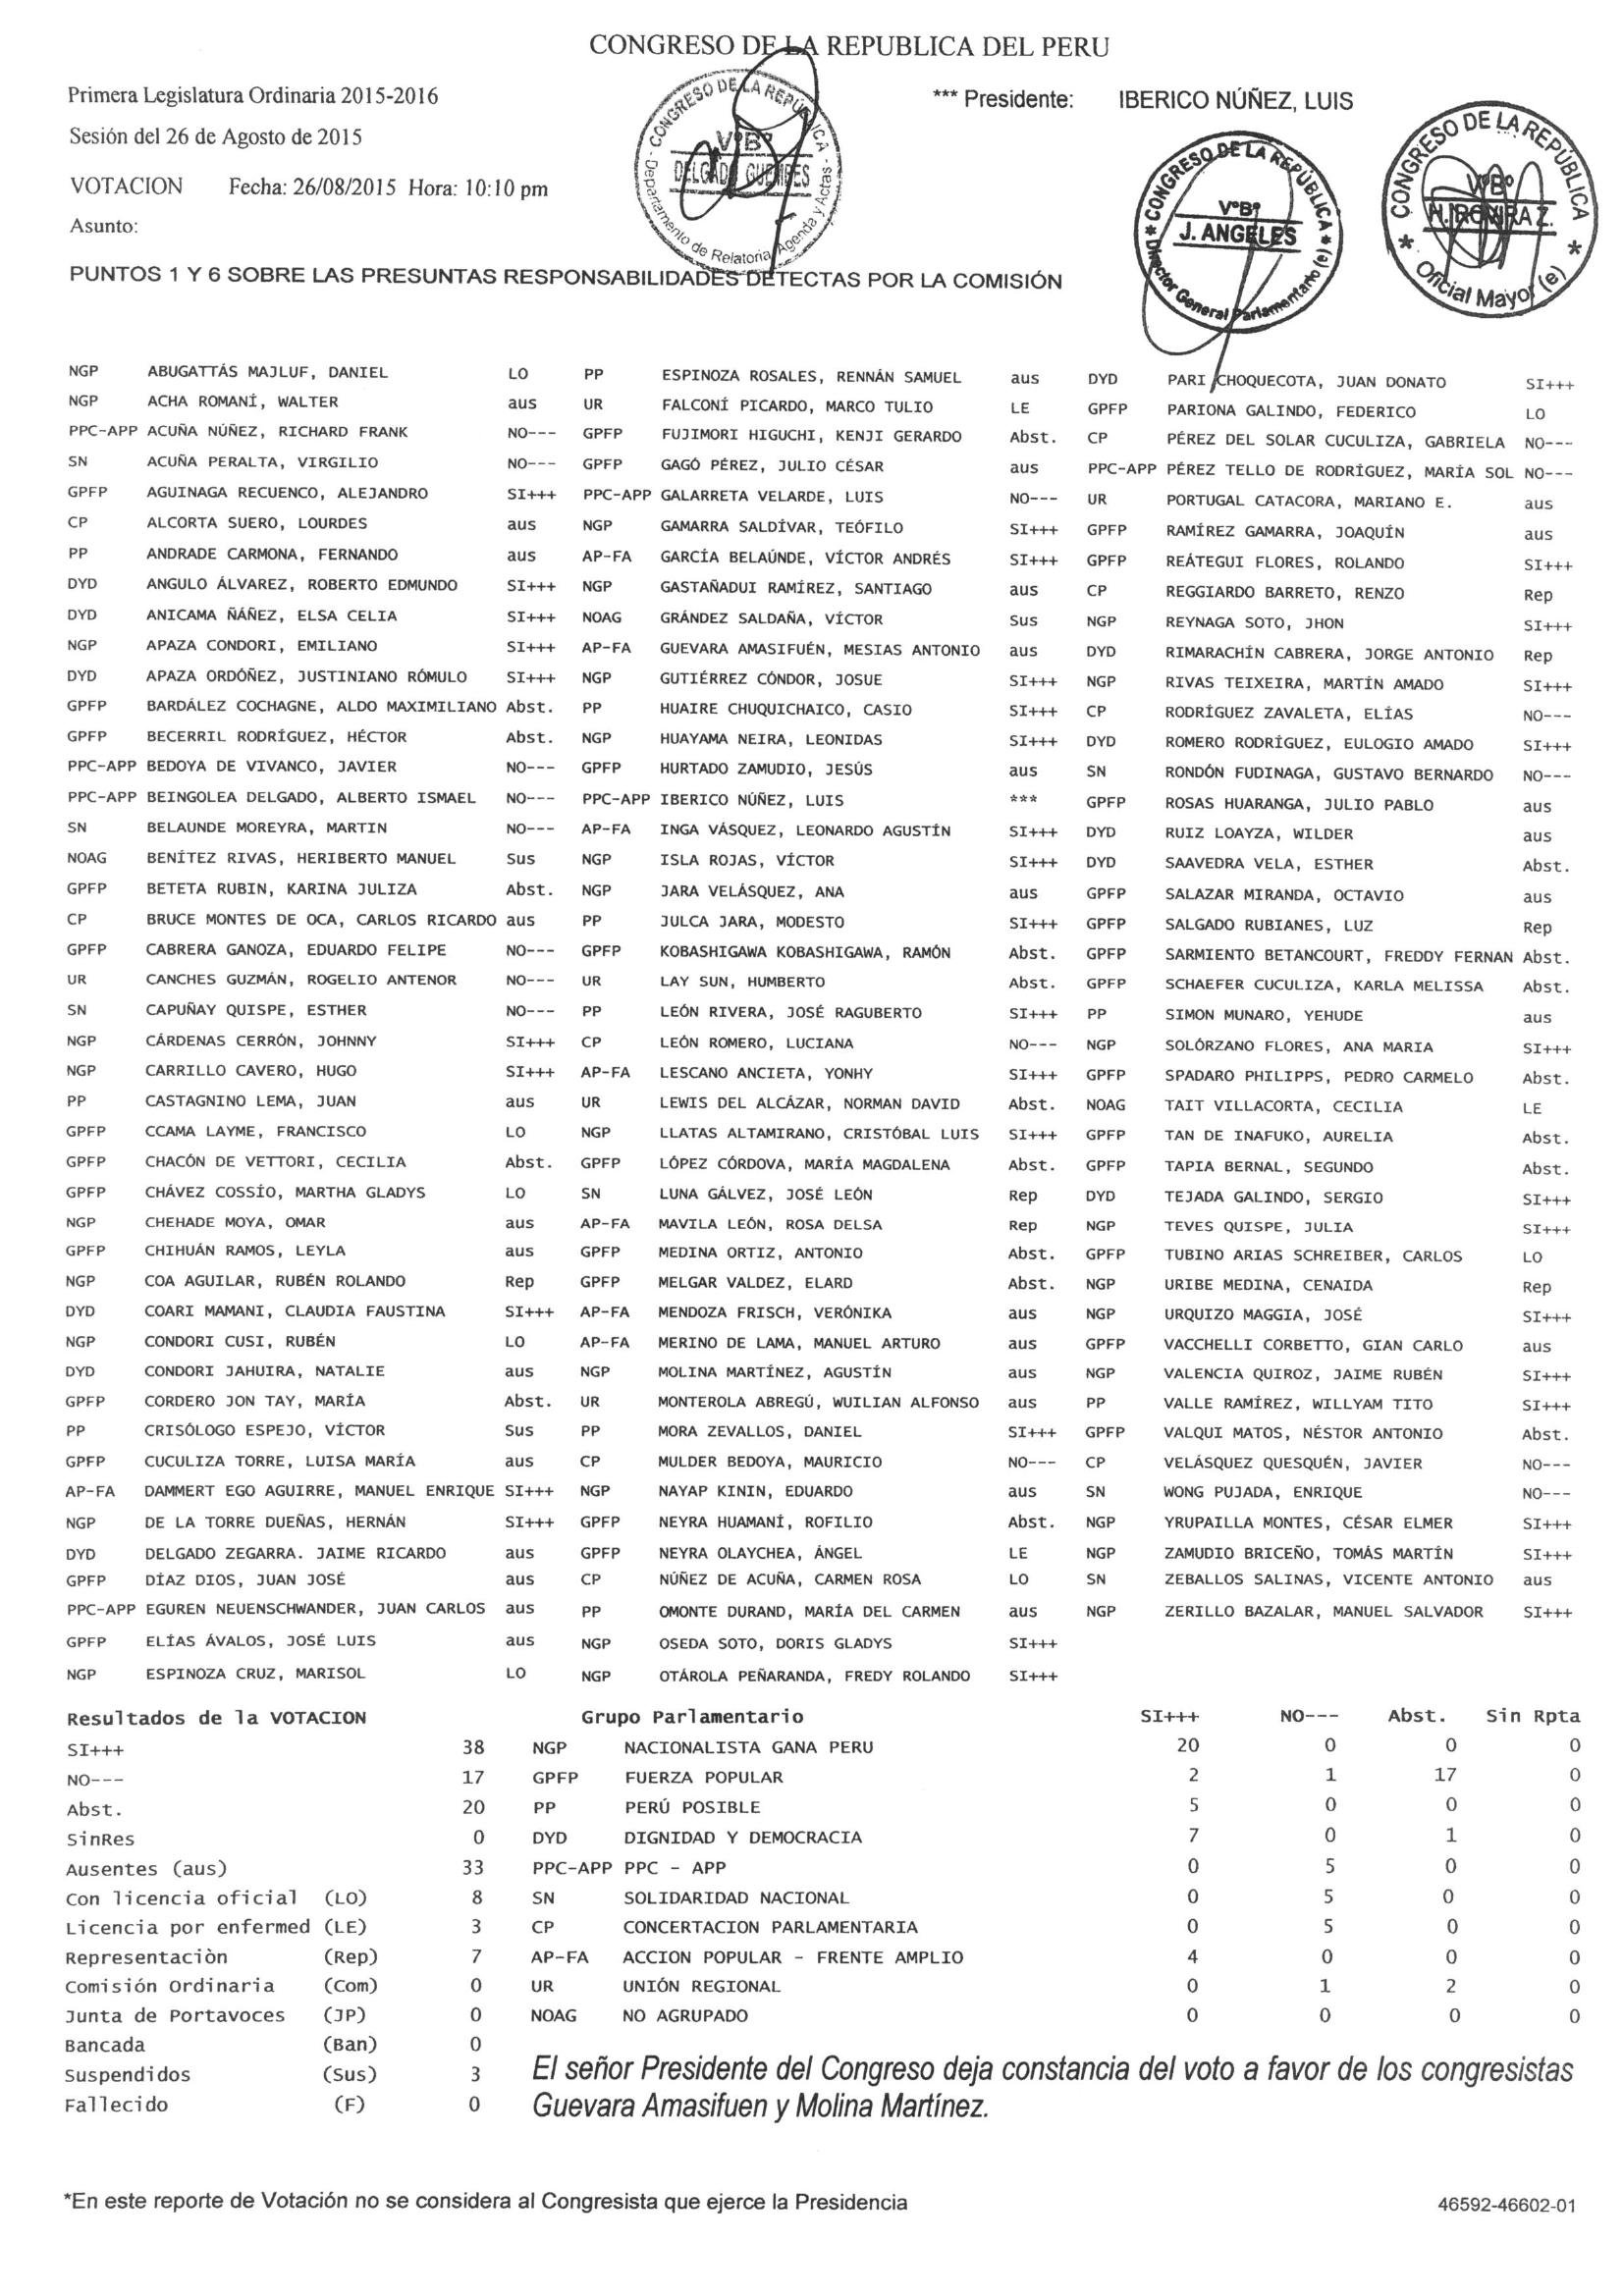 CONGRESO DE LA REPUBLICA DEL PERU
Primera Legislatura Ordinaria 2015-2016
*** Presidente: IBERICO NÚÑEZ, LUIS
Sesión del 26 de Agosto de 2015
VOTACION Fecha: 26/08/2015 Hora: 10:10 pm
Asunto:
PUNTOS 1 Y 6 SOBRE LAS PRESUNTAS RESPONSABILIDADES DETECTAS POR LA COMISIÓN
CONGRESO DE LA REPÚBLICA
VºBº
DELGADO GUEMBES
Departamento de Relatoria Agenda y Actas
CONGRESO DE LA REPÚBLICA
VºBº
J. ANGELES
Director General Parlamentario (e)
CONGRESO DE LA REPÚBLICA
VºBº
Oficial Mayor (e)
NGP ABUGATTÁS MAJLUF, DANIEL LO PP ESPINOZA ROSALES, RENNÁN SAMUEL aus DYD PARI CHOQUECOTA, JUAN DONATO SI+++
NGP ACHA ROMANÍ, WALTER aus UR FALCONÍ PICARDO, MARCO TULIO LE GPFP PARIONA GALINDO, FEDERICO LO
PPC-APP ACUÑA NÚÑEZ, RICHARD FRANK NO--- GPFP FUJIMORI HIGUCHI, KENJI GERARDO Abst. CP PÉREZ DEL SOLAR CUCULIZA, GABRIELA NO---
SN ACUÑA PERALTA, VIRGILIO NO--- GPFP GAGÓ PÉREZ, JULIO CÉSAR aus PPC-APP PÉREZ TELLO DE RODRÍGUEZ, MARÍA SOL NO---
GPFP AGUINAGA RECUENCO, ALEJANDRO SI+++ PPC-APP GALARRETA VELARDE, LUIS NO--- UR PORTUGAL CATACORA, MARIANO E. aus
CP ALCORTA SUERO, LOURDES aus NGP GAMARRA SALDÍVAR, TEÓFILO SI+++ GPFP RAMÍREZ GAMARRA, JOAQUÍN aus
PP ANDRADE CARMONA, FERNANDO aus AP-FA GARCÍA BELAÚNDE, VÍCTOR ANDRÉS SI+++ GPFP REÁTEGUI FLORES, ROLANDO SI+++
DYD ANGULO ÁLVAREZ, ROBERTO EDMUNDO SI+++ NGP GASTAÑADUI RAMÍREZ, SANTIAGO aus CP REGGIARDO BARRETO, RENZO Rep
DYD ANICAMA ÑÁÑEZ, ELSA CELIA SI+++ NOAG GRÁNDEZ SALDAÑA, VÍCTOR Sus NGP REYNAGA SOTO, JHON SI+++
NGP APAZA CONDORI, EMILIANO SI+++ AP-FA GUEVARA AMASIFUÉN, MESIAS ANTONIO aus DYD RIMARACHÍN CABRERA, JORGE ANTONIO Rep
DYD APAZA ORDÓÑEZ, JUSTINIANO RÓMULO SI+++ NGP GUTIÉRREZ CÓNDOR, JOSUE SI+++ NGP RIVAS TEIXEIRA, MARTÍN AMADO SI+++
GPFP BARDÁLEZ COCHAGNE, ALDO MAXIMILIANO Abst. PP HUAIRE CHUQUICHAICO, CASIO SI+++ CP RODRÍGUEZ ZAVALETA, ELÍAS NO---
GPFP BECERRIL RODRÍGUEZ, HÉCTOR Abst. NGP HUAYAMA NEIRA, LEONIDAS SI+++ DYD ROMERO RODRÍGUEZ, EULOGIO AMADO SI+++
PPC-APP BEDOYA DE VIVANCO, JAVIER NO--- GPFP HURTADO ZAMUDIO, JESÚS aus SN RONDÓN FUDINAGA, GUSTAVO BERNARDO NO---
PPC-APP BEINGOLEA DELGADO, ALBERTO ISMAEL NO--- PPC-APP IBERICO NÚÑEZ, LUIS *** GPFP ROSAS HUARANGA, JULIO PABLO aus
SN BELAUNDE MOREYRA, MARTIN NO--- AP-FA INGA VÁSQUEZ, LEONARDO AGUSTÍN SI+++ DYD RUIZ LOAYZA, WILDER aus
NOAG BENÍTEZ RIVAS, HERIBERTO MANUEL Sus NGP ISLA ROJAS, VÍCTOR SI+++ DYD SAAVEDRA VELA, ESTHER Abst.
GPFP BETETA RUBIN, KARINA JULIZA Abst. NGP JARA VELÁSQUEZ, ANA aus GPFP SALAZAR MIRANDA, OCTAVIO aus
CP BRUCE MONTES DE OCA, CARLOS RICARDO aus PP JULCA JARA, MODESTO SI+++ GPFP SALGADO RUBIANES, LUZ Rep
GPFP CABRERA GANOZA, EDUARDO FELIPE NO--- GPFP KOBASHIGAWA KOBASHIGAWA, RAMÓN Abst. GPFP SARMIENTO BETANCOURT, FREDDY FERNAN Abst.
UR CANCHES GUZMÁN, ROGELIO ANTENOR NO--- UR LAY SUN, HUMBERTO Abst. GPFP SCHAEFER CUCULIZA, KARLA MELISSA Abst.
SN CAPUÑAY QUISPE, ESTHER NO--- PP LEÓN RIVERA, JOSÉ RAGUBERTO SI+++ PP SIMON MUNARO, YEHUDE aus
NGP CÁRDENAS CERRÓN, JOHNNY SI+++ CP LEÓN ROMERO, LUCIANA NO--- NGP SOLÓRZANO FLORES, ANA MARIA SI+++
NGP CARRILLO CAVERO, HUGO SI+++ AP-FA LESCANO ANCIETA, YONHY SI+++ GPFP SPADARO PHILIPPS, PEDRO CARMELO Abst.
PP CASTAGNINO LEMA, JUAN aus UR LEWIS DEL ALCÁZAR, NORMAN DAVID Abst. NOAG TAIT VILLACORTA, CECILIA LE
GPFP CCAMA LAYME, FRANCISCO LO NGP LLATAS ALTAMIRANO, CRISTÓBAL LUIS SI+++ GPFP TAN DE INAFUKO, AURELIA Abst.
GPFP CHACÓN DE VETTORI, CECILIA Abst. GPFP LÓPEZ CÓRDOVA, MARÍA MAGDALENA Abst. GPFP TAPIA BERNAL, SEGUNDO Abst.
GPFP CHÁVEZ COSSÍO, MARTHA GLADYS LO SN LUNA GÁLVEZ, JOSÉ LEÓN Rep DYD TEJADA GALINDO, SERGIO SI+++
NGP CHEHADE MOYA, OMAR aus AP-FA MAVILA LEÓN, ROSA DELSA Rep NGP TEVES QUISPE, JULIA SI+++
GPFP CHIHUÁN RAMOS, LEYLA aus GPFP MEDINA ORTIZ, ANTONIO Abst. GPFP TUBINO ARIAS SCHREIBER, CARLOS LO
NGP COA AGUILAR, RUBÉN ROLANDO Rep GPFP MELGAR VALDEZ, ELARD Abst. NGP URIBE MEDINA, CENAIDA Rep
DYD COARI MAMANI, CLAUDIA FAUSTINA SI+++ AP-FA MENDOZA FRISCH, VERÓNIKA aus NGP URQUIZO MAGGIA, JOSÉ SI+++
NGP CONDORI CUSI, RUBÉN LO AP-FA MERINO DE LAMA, MANUEL ARTURO aus GPFP VACCHELLI CORBETTO, GIAN CARLO aus
DYD CONDORI JAHUIRA, NATALIE aus NGP MOLINA MARTÍNEZ, AGUSTÍN aus NGP VALENCIA QUIROZ, JAIME RUBÉN SI+++
GPFP CORDERO JON TAY, MARÍA Abst. UR MONTEROLA ABREGÚ, WUILIAN ALFONSO aus PP VALLE RAMÍREZ, WILLYAM TITO SI+++
PP CRISÓLOGO ESPEJO, VÍCTOR Sus PP MORA ZEVALLOS, DANIEL SI+++ GPFP VALQUI MATOS, NÉSTOR ANTONIO Abst.
GPFP CUCULIZA TORRE, LUISA MARÍA aus CP MULDER BEDOYA, MAURICIO NO--- CP VELÁSQUEZ QUESQUÉN, JAVIER NO---
AP-FA DAMMERT EGO AGUIRRE, MANUEL ENRIQUE SI+++ NGP NAYAP KININ, EDUARDO aus SN WONG PUJADA, ENRIQUE NO---
NGP DE LA TORRE DUEÑAS, HERNÁN SI+++ GPFP NEYRA HUAMANÍ, ROFILIO Abst. NGP YRUPAILLA MONTES, CÉSAR ELMER SI+++
DYD DELGADO ZEGARRA. JAIME RICARDO aus GPFP NEYRA OLAYCHEA, ÁNGEL LE NGP ZAMUDIO BRICEÑO, TOMÁS MARTÍN SI+++
GPFP DÍAZ DIOS, JUAN JOSÉ aus CP NÚÑEZ DE ACUÑA, CARMEN ROSA LO SN ZEBALLOS SALINAS, VICENTE ANTONIO aus
PPC-APP EGUREN NEUENSCHWANDER, JUAN CARLOS aus PP OMONTE DURAND, MARÍA DEL CARMEN aus NGP ZERILLO BAZALAR, MANUEL SALVADOR SI+++
GPFP ELÍAS ÁVALOS, JOSÉ LUIS aus NGP OSEDA SOTO, DORIS GLADYS SI+++
NGP ESPINOZA CRUZ, MARISOL LO NGP OTÁROLA PEÑARANDA, FREDY ROLANDO SI+++
Resultados de la VOTACION Grupo Parlamentario SI+++ NO--- Abst. Sin Rpta
SI+++ 38 NGP NACIONALISTA GANA PERU 20 0 0 0
NO--- 17 GPFP FUERZA POPULAR 2 1 17 0
Abst. 20 PP PERÚ POSIBLE 5 0 0 0
SinRes 0 DYD DIGNIDAD Y DEMOCRACIA 7 0 1 0
Ausentes (aus) 33 PPC-APP PPC - APP 0 5 0 0
Con licencia oficial (LO) 8 SN SOLIDARIDAD NACIONAL 0 5 0 0
Licencia por enfermed (LE) 3 CP CONCERTACION PARLAMENTARIA 0 5 0 0
Representaciòn (Rep) 7 AP-FA ACCION POPULAR - FRENTE AMPLIO 4 0 0 0
Comisión Ordinaria (Com) 0 UR UNIÓN REGIONAL 0 1 2 0
Junta de Portavoces (JP) 0 NOAG NO AGRUPADO 0 0 0 0
Bancada (Ban) 0
Suspendidos (Sus) 3
Fallecido (F) 0
El señor Presidente del Congreso deja constancia del voto a favor de los congresistas
Guevara Amasifuen y Molina Martínez.
*En este reporte de Votación no se considera al Congresista que ejerce la Presidencia 46592-46602-01